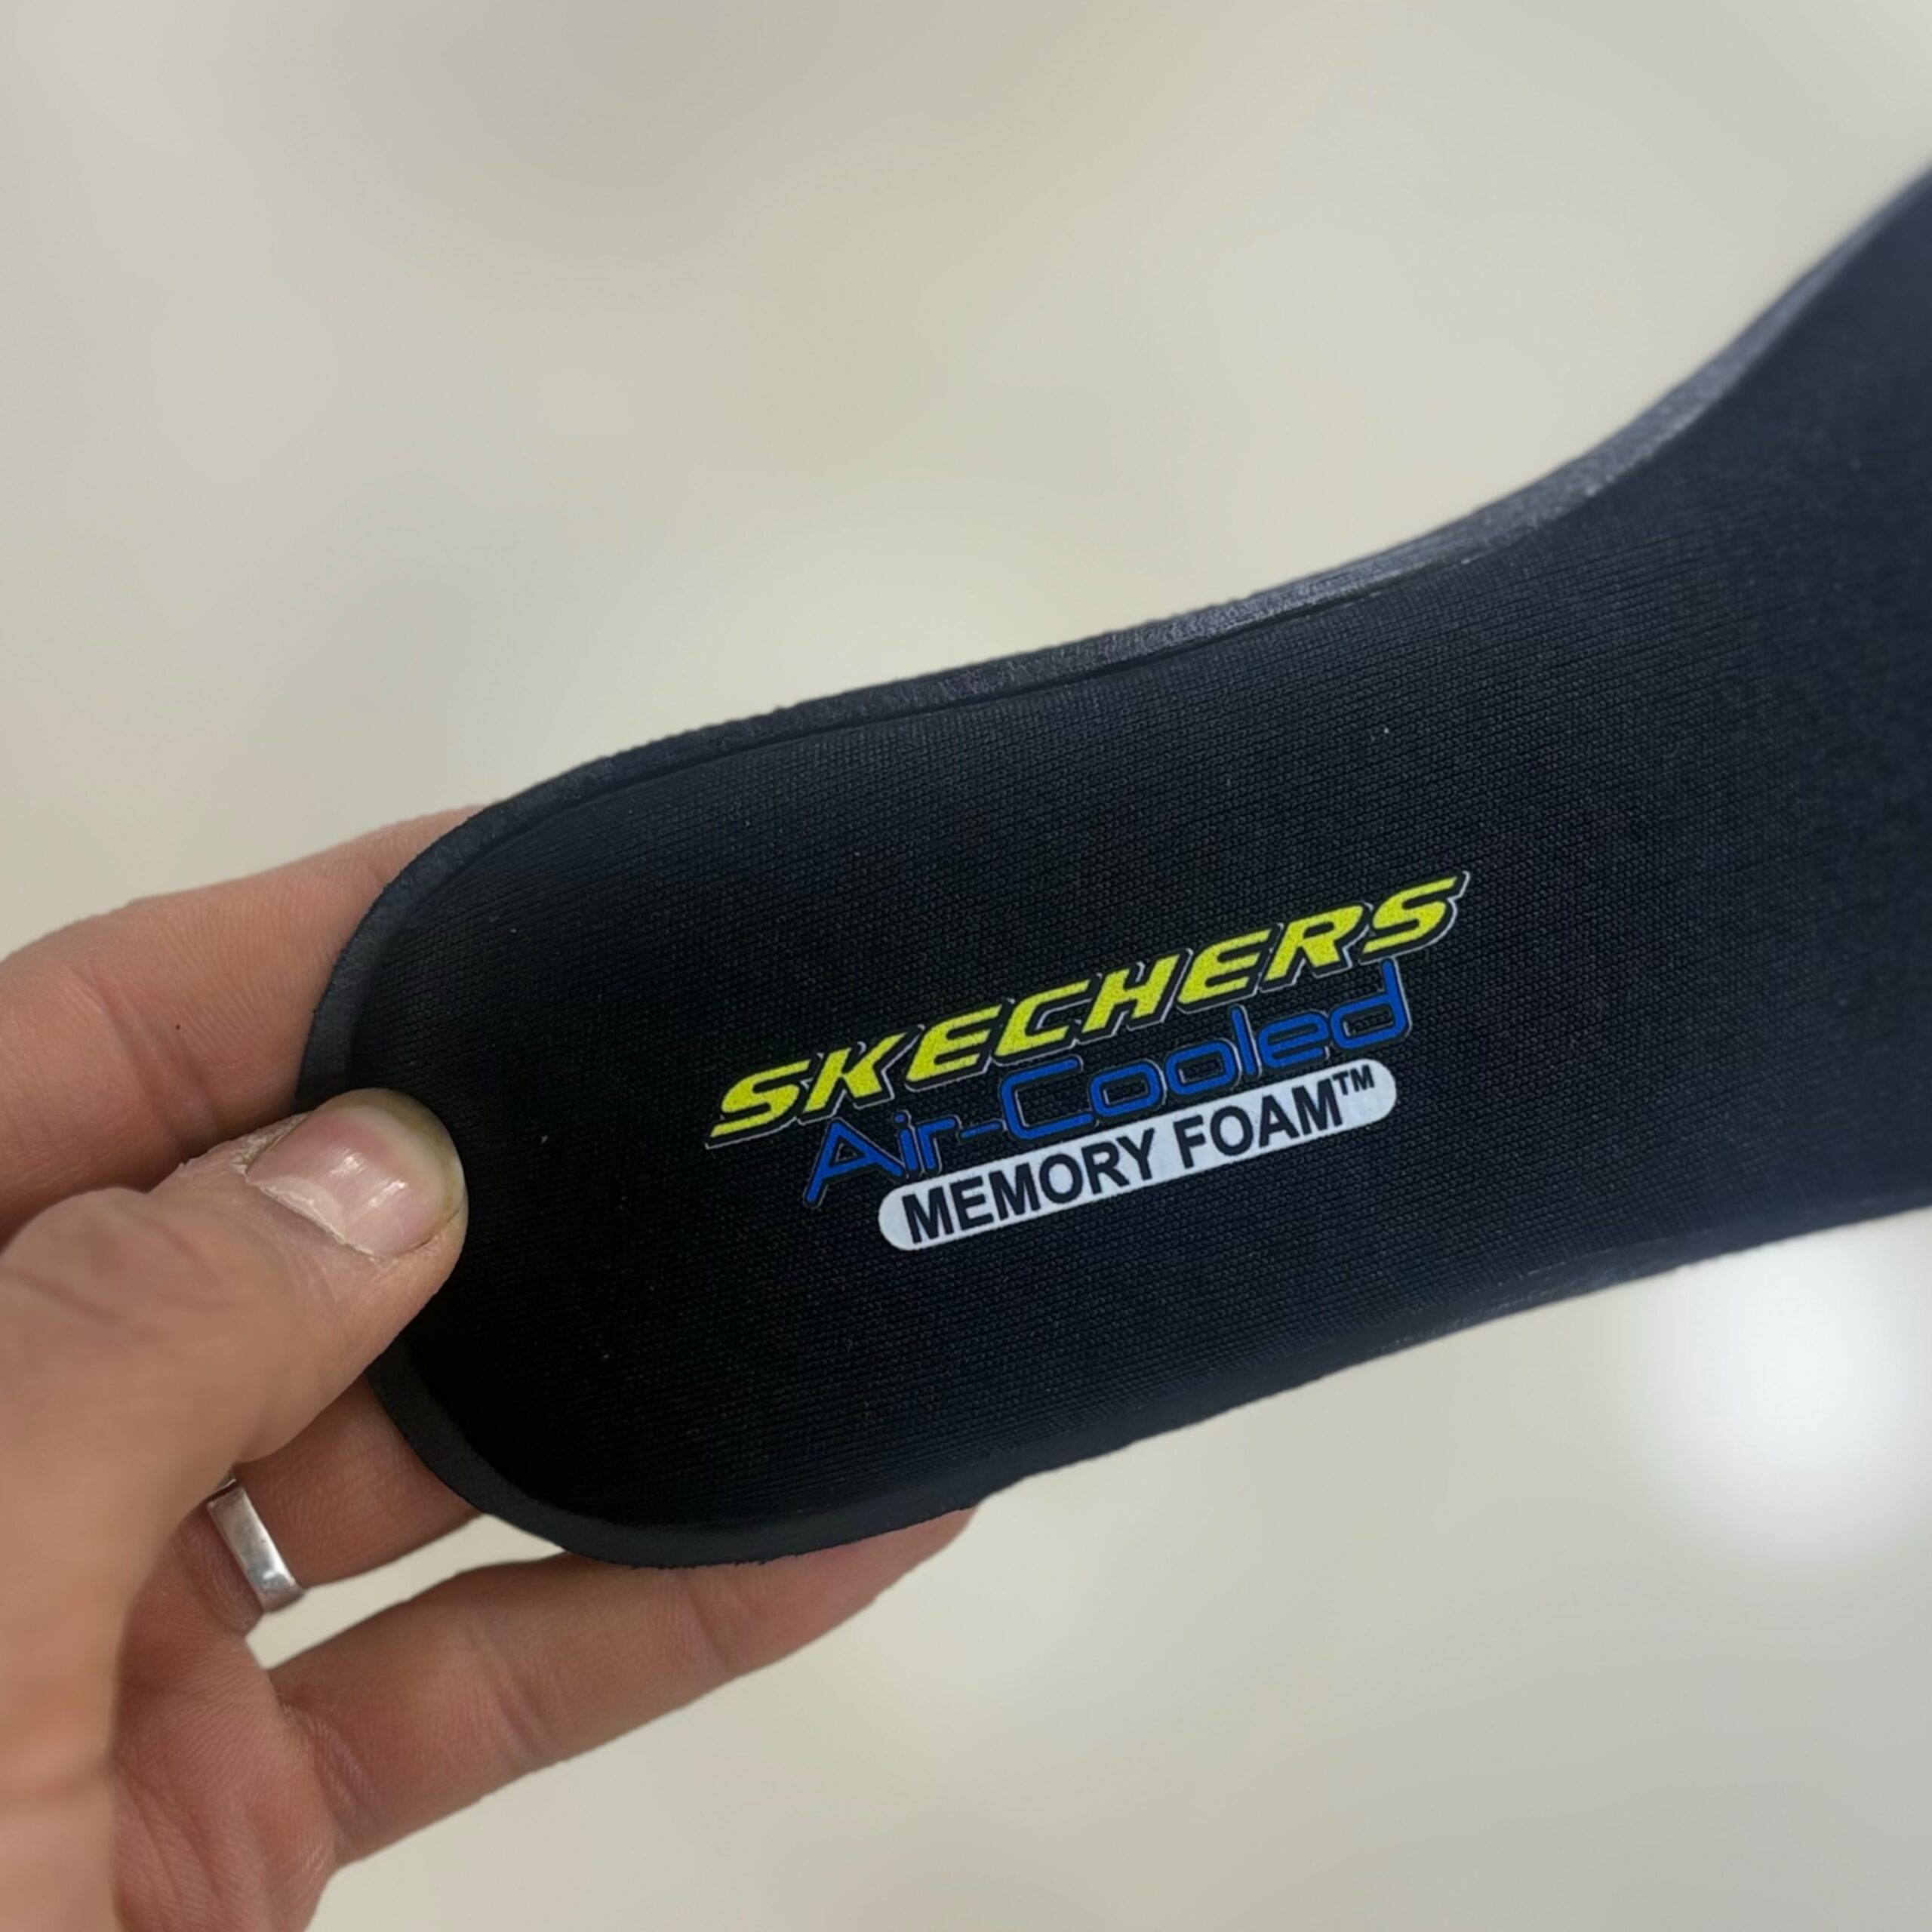 SKECHERS
Air-Cooled
MEMORY FOAM™